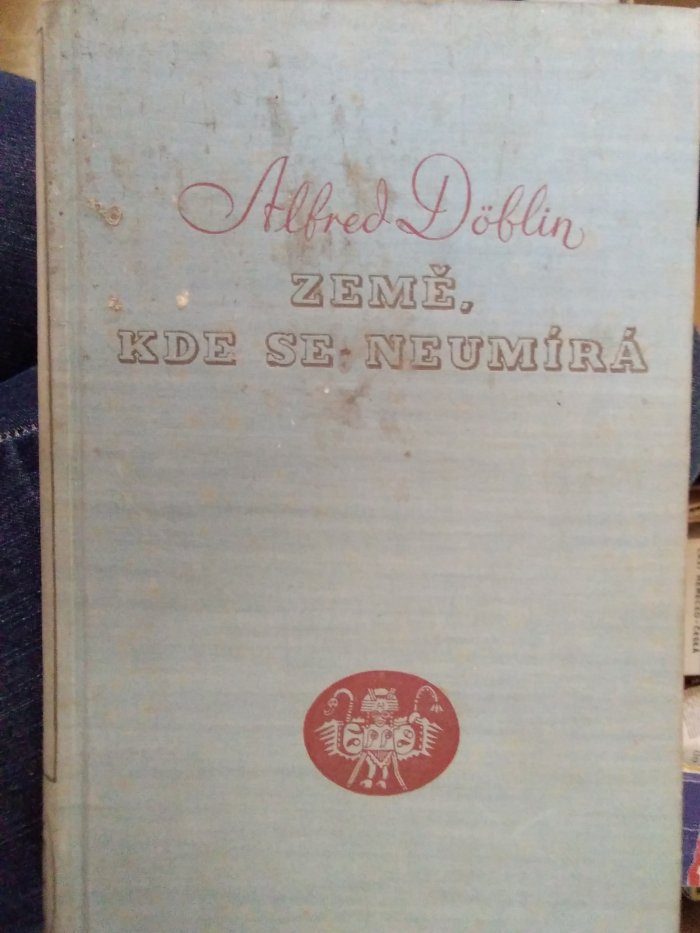 Alfred Döblin
ZEMĚ,
KDE SE NEUMÍRÁ